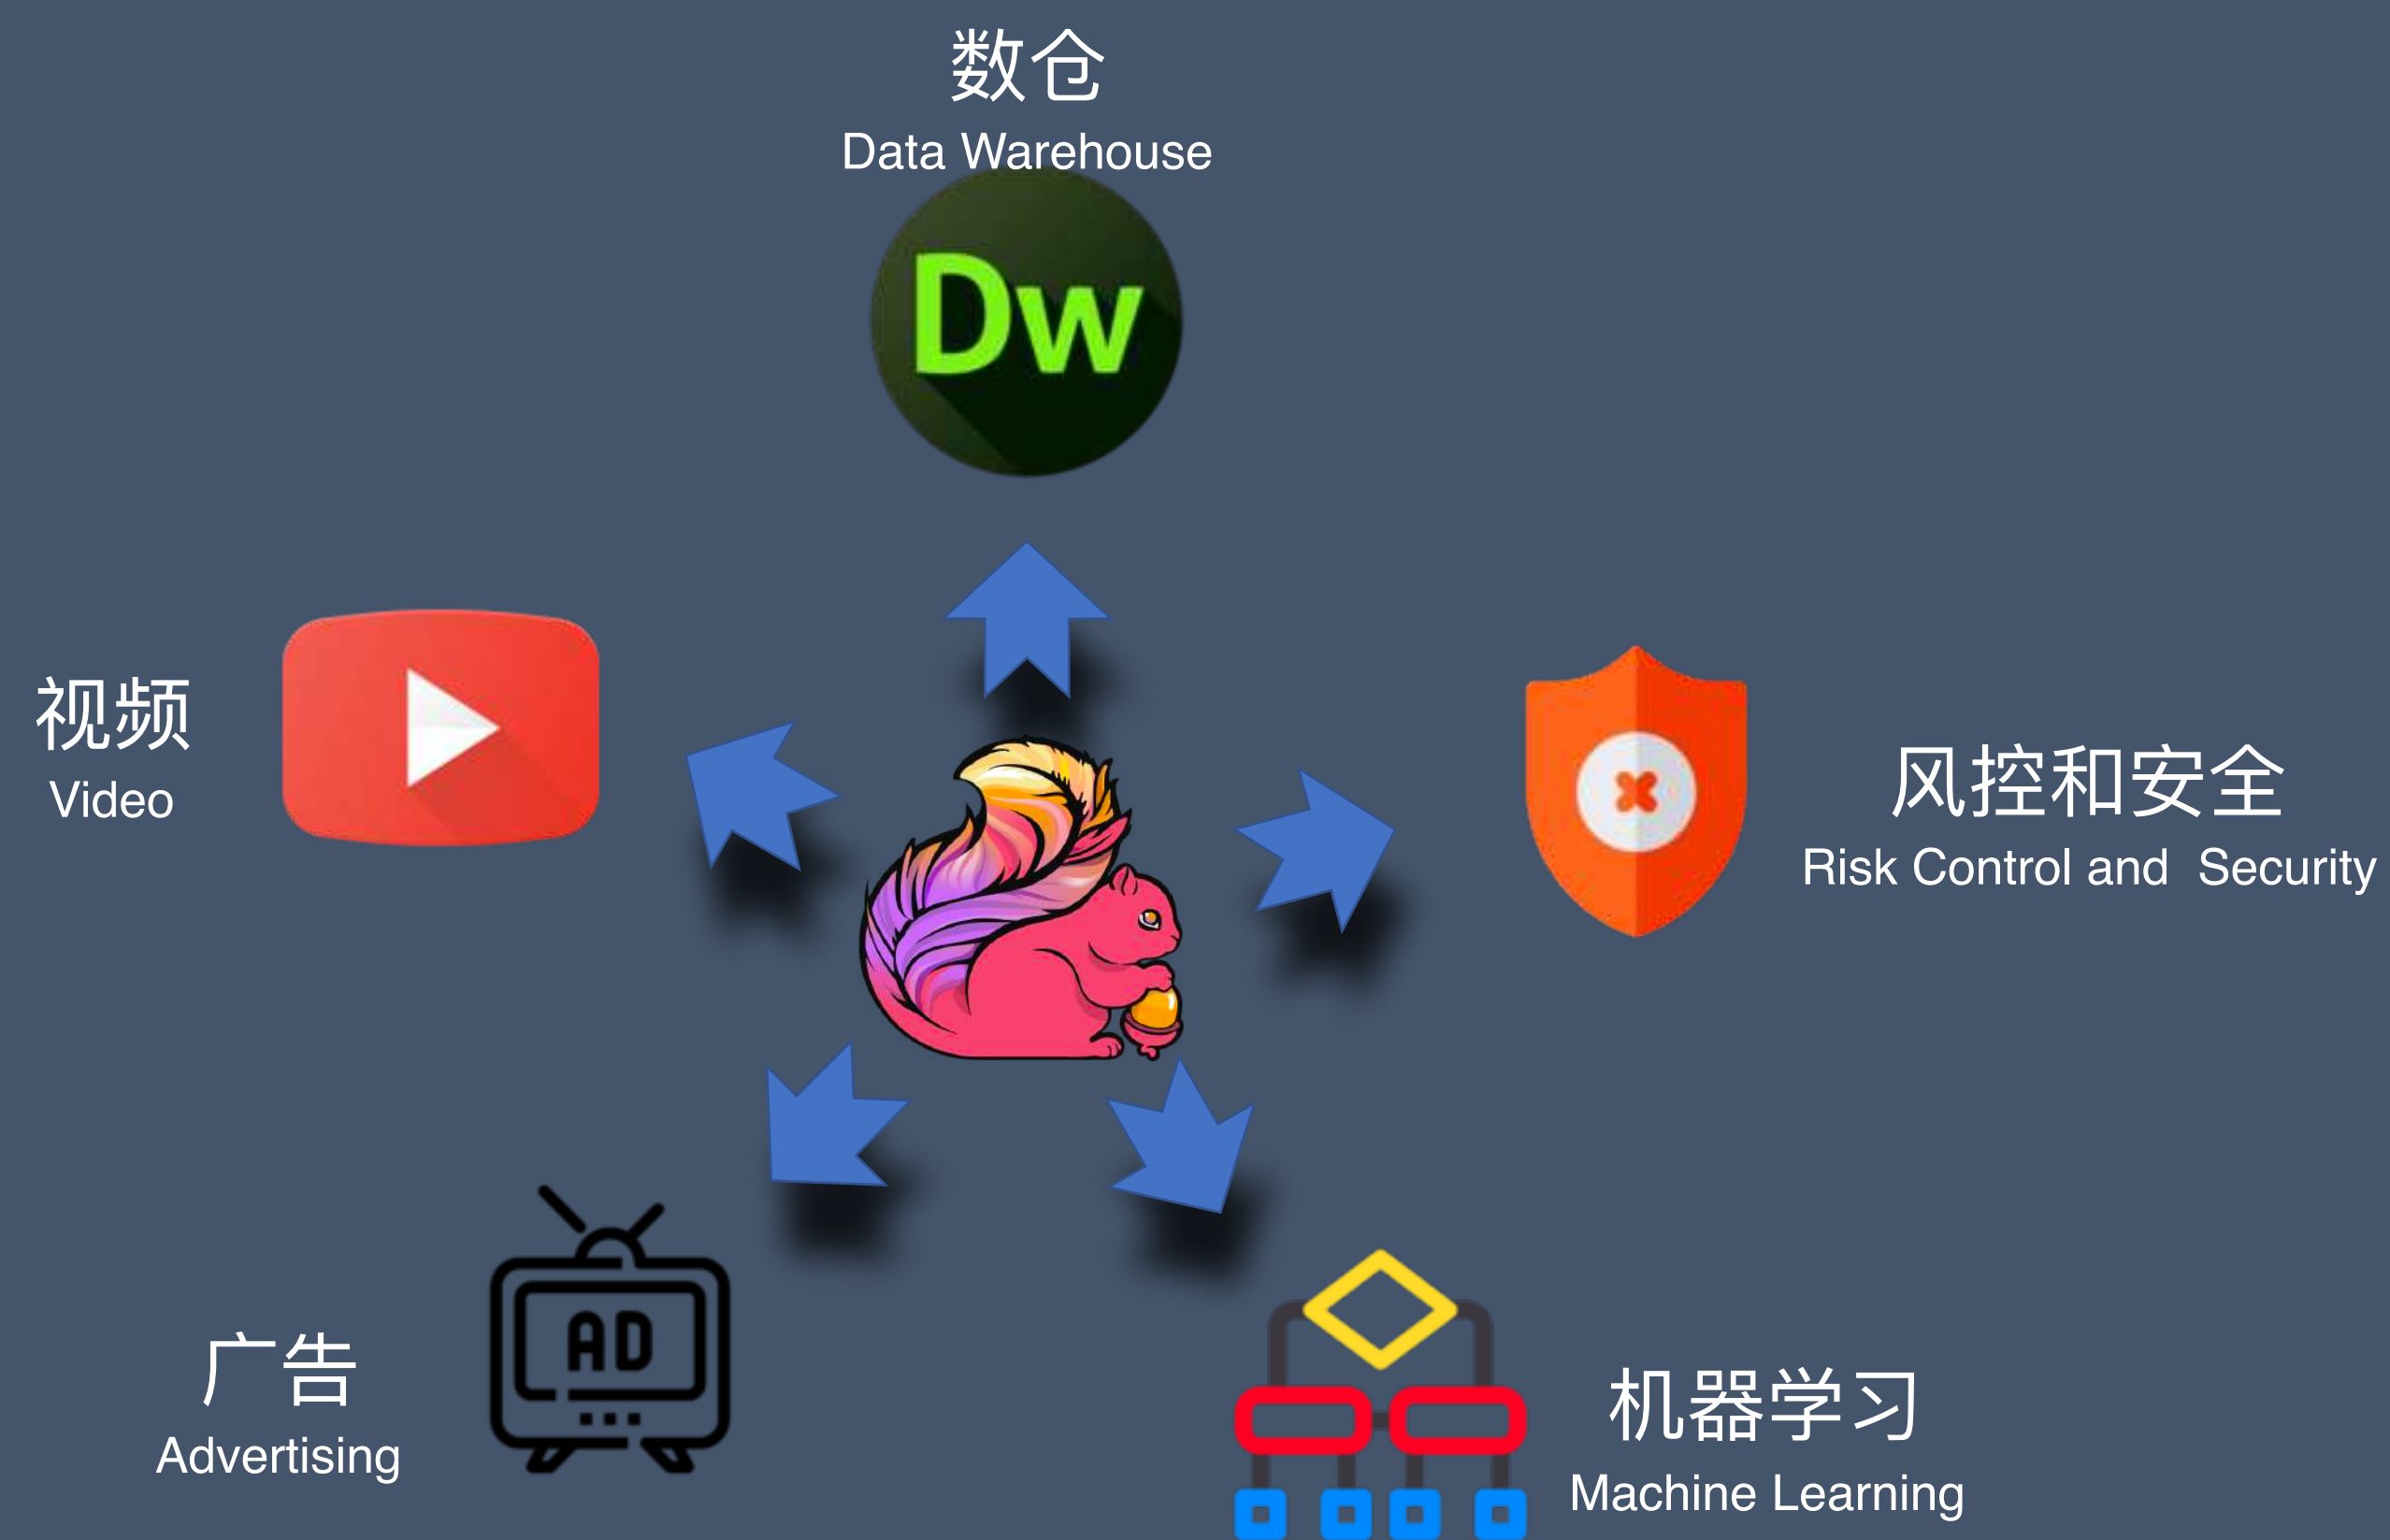 数仓
Data Warehouse
Dw
视频
Video
风控和安全
Risk Control and  Security
广告
Advertising
AD
机器学习
Machine Learning